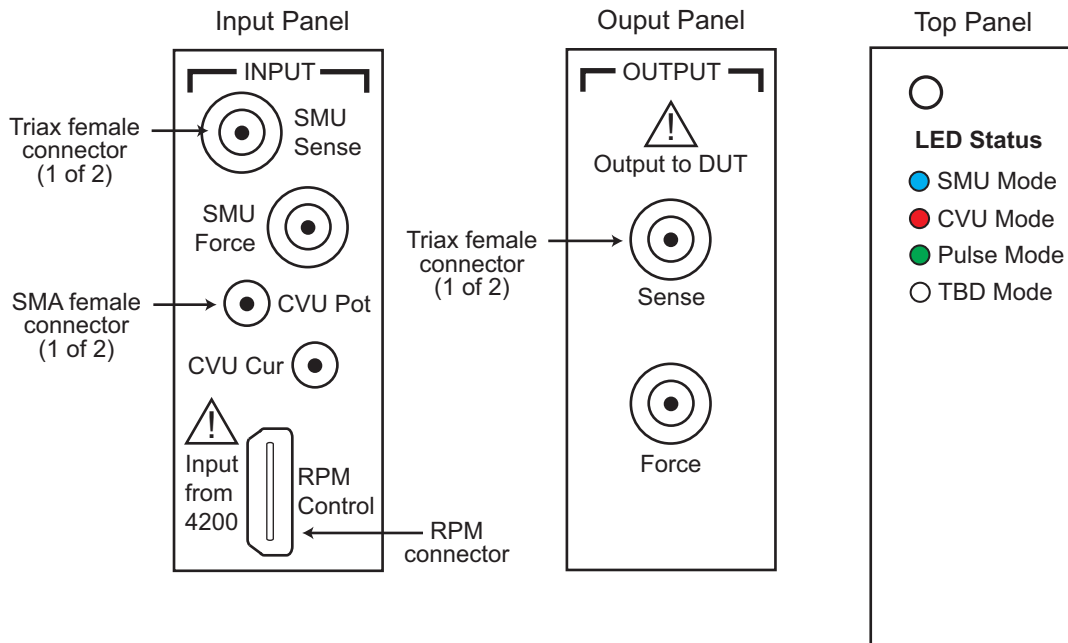 Input Panel
INPUT
SMU
Sense
Triax female
connector
(1 of 2)
SMU
Force
SMA female
connector
(1 of 2)
CVU Pot
CVU Cur
!
Input
from
4200
RPM
Control
RPM
connector
Ouput Panel
OUTPUT
!
Output to DUT
Triax female
connector
(1 of 2)
Sense
Force
Top Panel
LED Status
SMU Mode
CVU Mode
Pulse Mode
TBD Mode